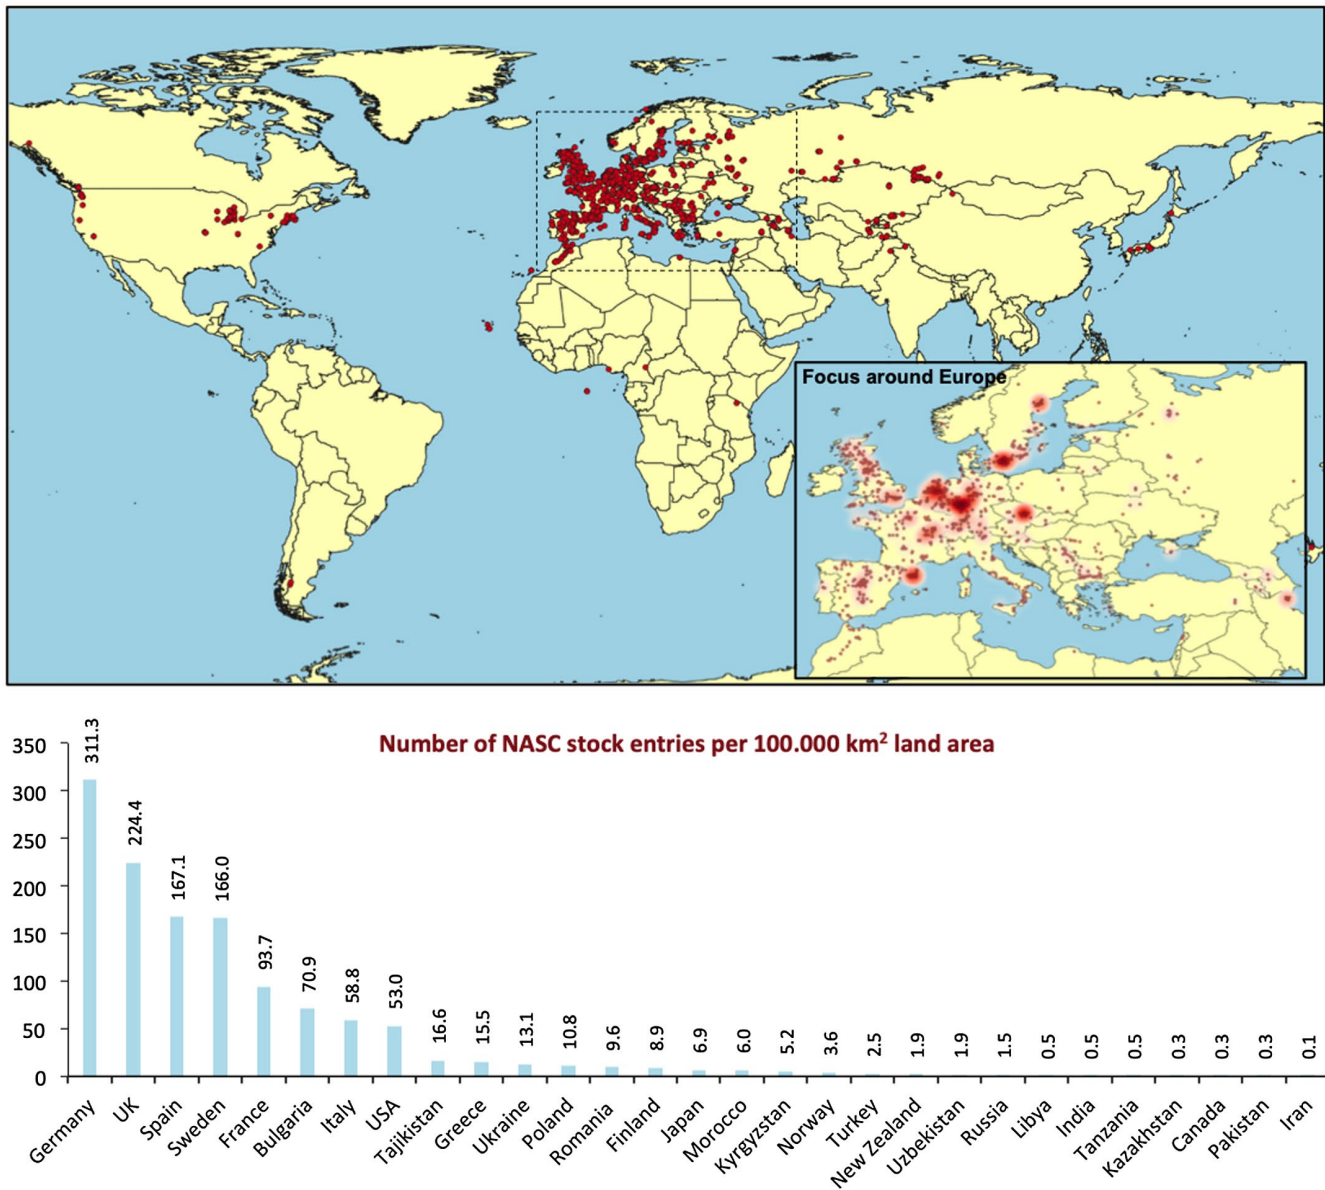 Focus around Europe
Number of NASC stock entries per 100.000 km² land area
350
300
250
200
150
100
50
0
311.3
224.4
167.1
166.0
93.7
70.9
58.8
53.0
16.6
15.5
13.1
10.8
9.6
8.9
6.9
6.0
5.2
3.6
2.5
1.9
1.9
1.5
0.5
0.5
0.5
0.3
0.3
0.3
0.1
Germany
UK
Spain
Sweden
France
Bulgaria
Italy
USA
Tajikistan
Greece
Ukraine
Poland
Romania
Finland
Japan
Morocco
Kyrgyzstan
Norway
Turkey
New Zealand
Uzbekistan
Russia
Libya
India
Tanzania
Kazakhstan
Canada
Pakistan
Iran